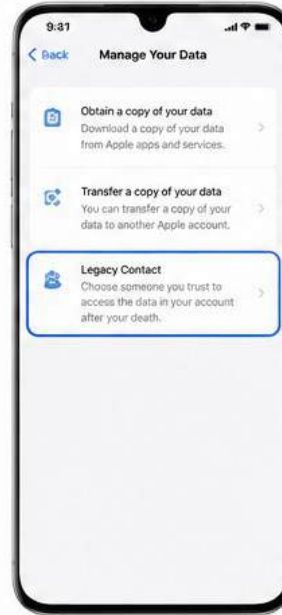 9:31
Back
Manage Your Data
Obtain a copy of your data
Download a copy of your data
from Apple apps and services.
Transfer a copy of your data
You can transfer a copy of your
data to another Apple account.
Legacy Contact
Choose someone you trust to
access the data in your account
after your death.